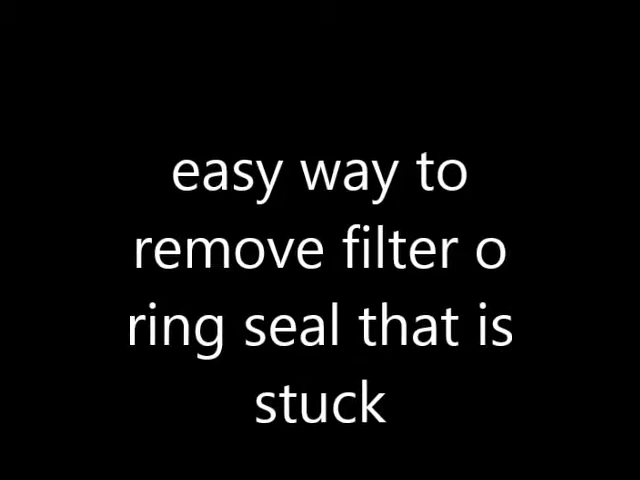 easy way to
remove filter o
ring seal that is
stuck